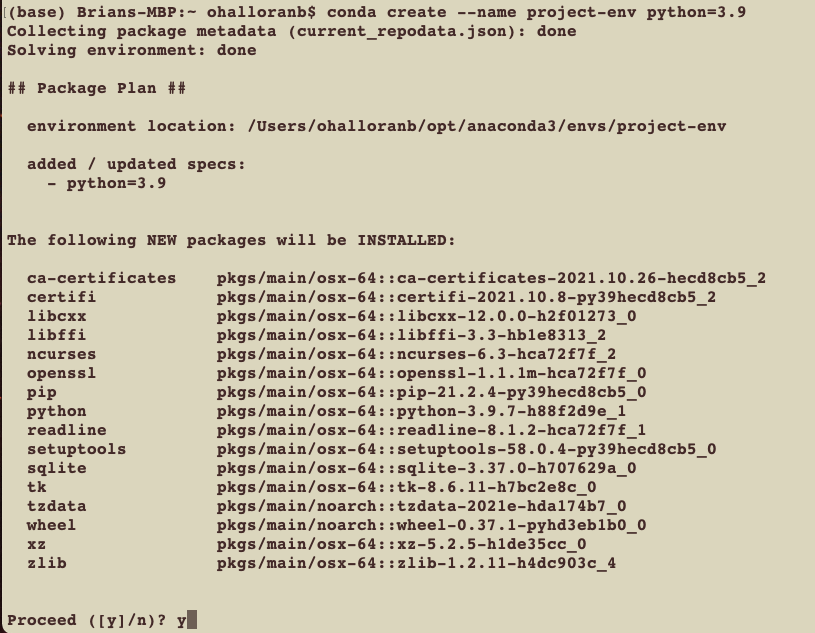 (base) Brians-MBP:~ ohalloranb$ conda create --name project-env python=3.9
Collecting package metadata (current_repodata.json): done
Solving environment: done
## Package Plan ##
environment location: /Users/ohalloranb/opt/anaconda3/envs/project-env
added / updated specs:
- python=3.9
The following NEW packages will be INSTALLED:
ca-certificates pkgs/main/osx-64::ca-certificates-2021.10.26-hecd8cb5_2
certifi pkgs/main/osx-64::certifi-2021.10.8-py39hecd8cb5_2
libcxx pkgs/main/osx-64::libcxx-12.0.0-h2f01273_0
libffi pkgs/main/osx-64::libffi-3.3-hb1e8313_2
ncurses pkgs/main/osx-64::ncurses-6.3-hca72f7f_2
openssl pkgs/main/osx-64::openssl-1.1.1m-hca72f7f_0
pip pkgs/main/osx-64::pip-21.2.4-py39hecd8cb5_0
python pkgs/main/osx-64::python-3.9.7-h88f2d9e_1
readline pkgs/main/osx-64::readline-8.1.2-hca72f7f_1
setuptools pkgs/main/osx-64::setuptools-58.0.4-py39hecd8cb5_0
sqlite pkgs/main/osx-64::sqlite-3.37.0-h707629a_0
tk pkgs/main/osx-64::tk-8.6.11-h7bc2e8c_0
tzdata pkgs/main/noarch::tzdata-2021e-hda174b7_0
wheel pkgs/main/noarch::wheel-0.37.1-pyhd3eb1b0_0
xz pkgs/main/osx-64::xz-5.2.5-h1de35cc_0
zlib pkgs/main/osx-64::zlib-1.2.11-h4dc903c_4
Proceed ([y]/n)? y